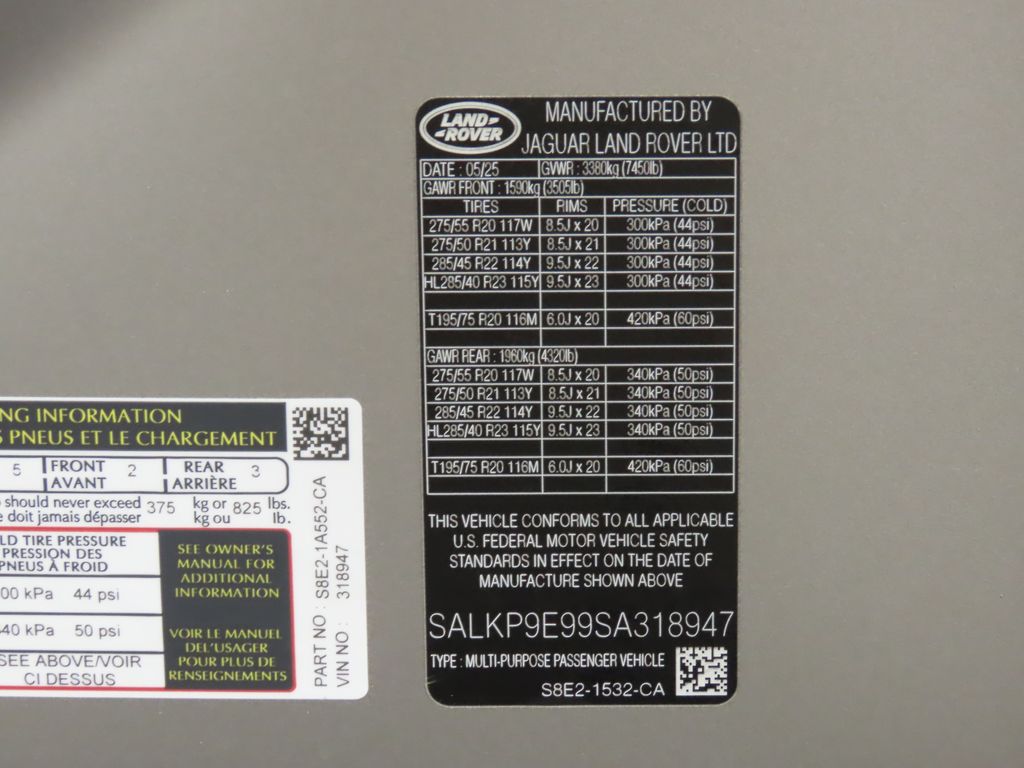 LAND-
-ROVER
MANUFACTURED BY
JAGUAR LAND ROVER LTD
DATE : 05/25 GVWR : 3380kg (7450lb)
GAWR FRONT : 1590kg (3505lb)
TIRES RIMS PRESSURE (COLD)
275/55 R20 117W 8.5J x 20 300kPa (44psi)
275/50 R21 113Y 8.5J x 21 300kPa (44psi)
285/45 R22 114Y 9.5J x 22 300kPa (44psi)
HL285/40 R23 115Y 9.5J x 23 300kPa (44psi)
T195/75 R20 116M 6.0J x 20 420kPa (60psi)
GAWR REAR : 1960kg (4320lb)
275/55 R20 117W 8.5J x 20 340kPa (50psi)
275/50 R21 113Y 8.5J x 21 340kPa (50psi)
285/45 R22 114Y 9.5J x 22 340kPa (50psi)
HL285/40 R23 115Y 9.5J x 23 340kPa (50psi)
T195/75 R20 116M 6.0J x 20 420kPa (60psi)
THIS VEHICLE CONFORMS TO ALL APPLICABLE
U.S. FEDERAL MOTOR VEHICLE SAFETY
STANDARDS IN EFFECT ON THE DATE OF
MANUFACTURE SHOWN ABOVE
SALKP9E99SA318947
TYPE : MULTI-PURPOSE PASSENGER VEHICLE
S8E2-1532-CA
NG INFORMATION
S PNEUS ET LE CHARGEMENT
5 FRONT 2 REAR 3
AVANT ARRIÈRE
should never exceed 375 kg or 825 lbs.
e doit jamais dépasser kg ou lb.
LD TIRE PRESSURE
PRESSION DES
PNEUS À FROID
00 kPa 44 psi
40 kPa 50 psi
SEE ABOVE/VOIR
CI DESSUS
SEE OWNER'S
MANUAL FOR
ADDITIONAL
INFORMATION
VOIR LE MANUEL
DEL'USAGER
POUR PLUS DE
RENSEIGNEMENTS
PART NO : S8E2-1A552-CA
VIN NO : 318947